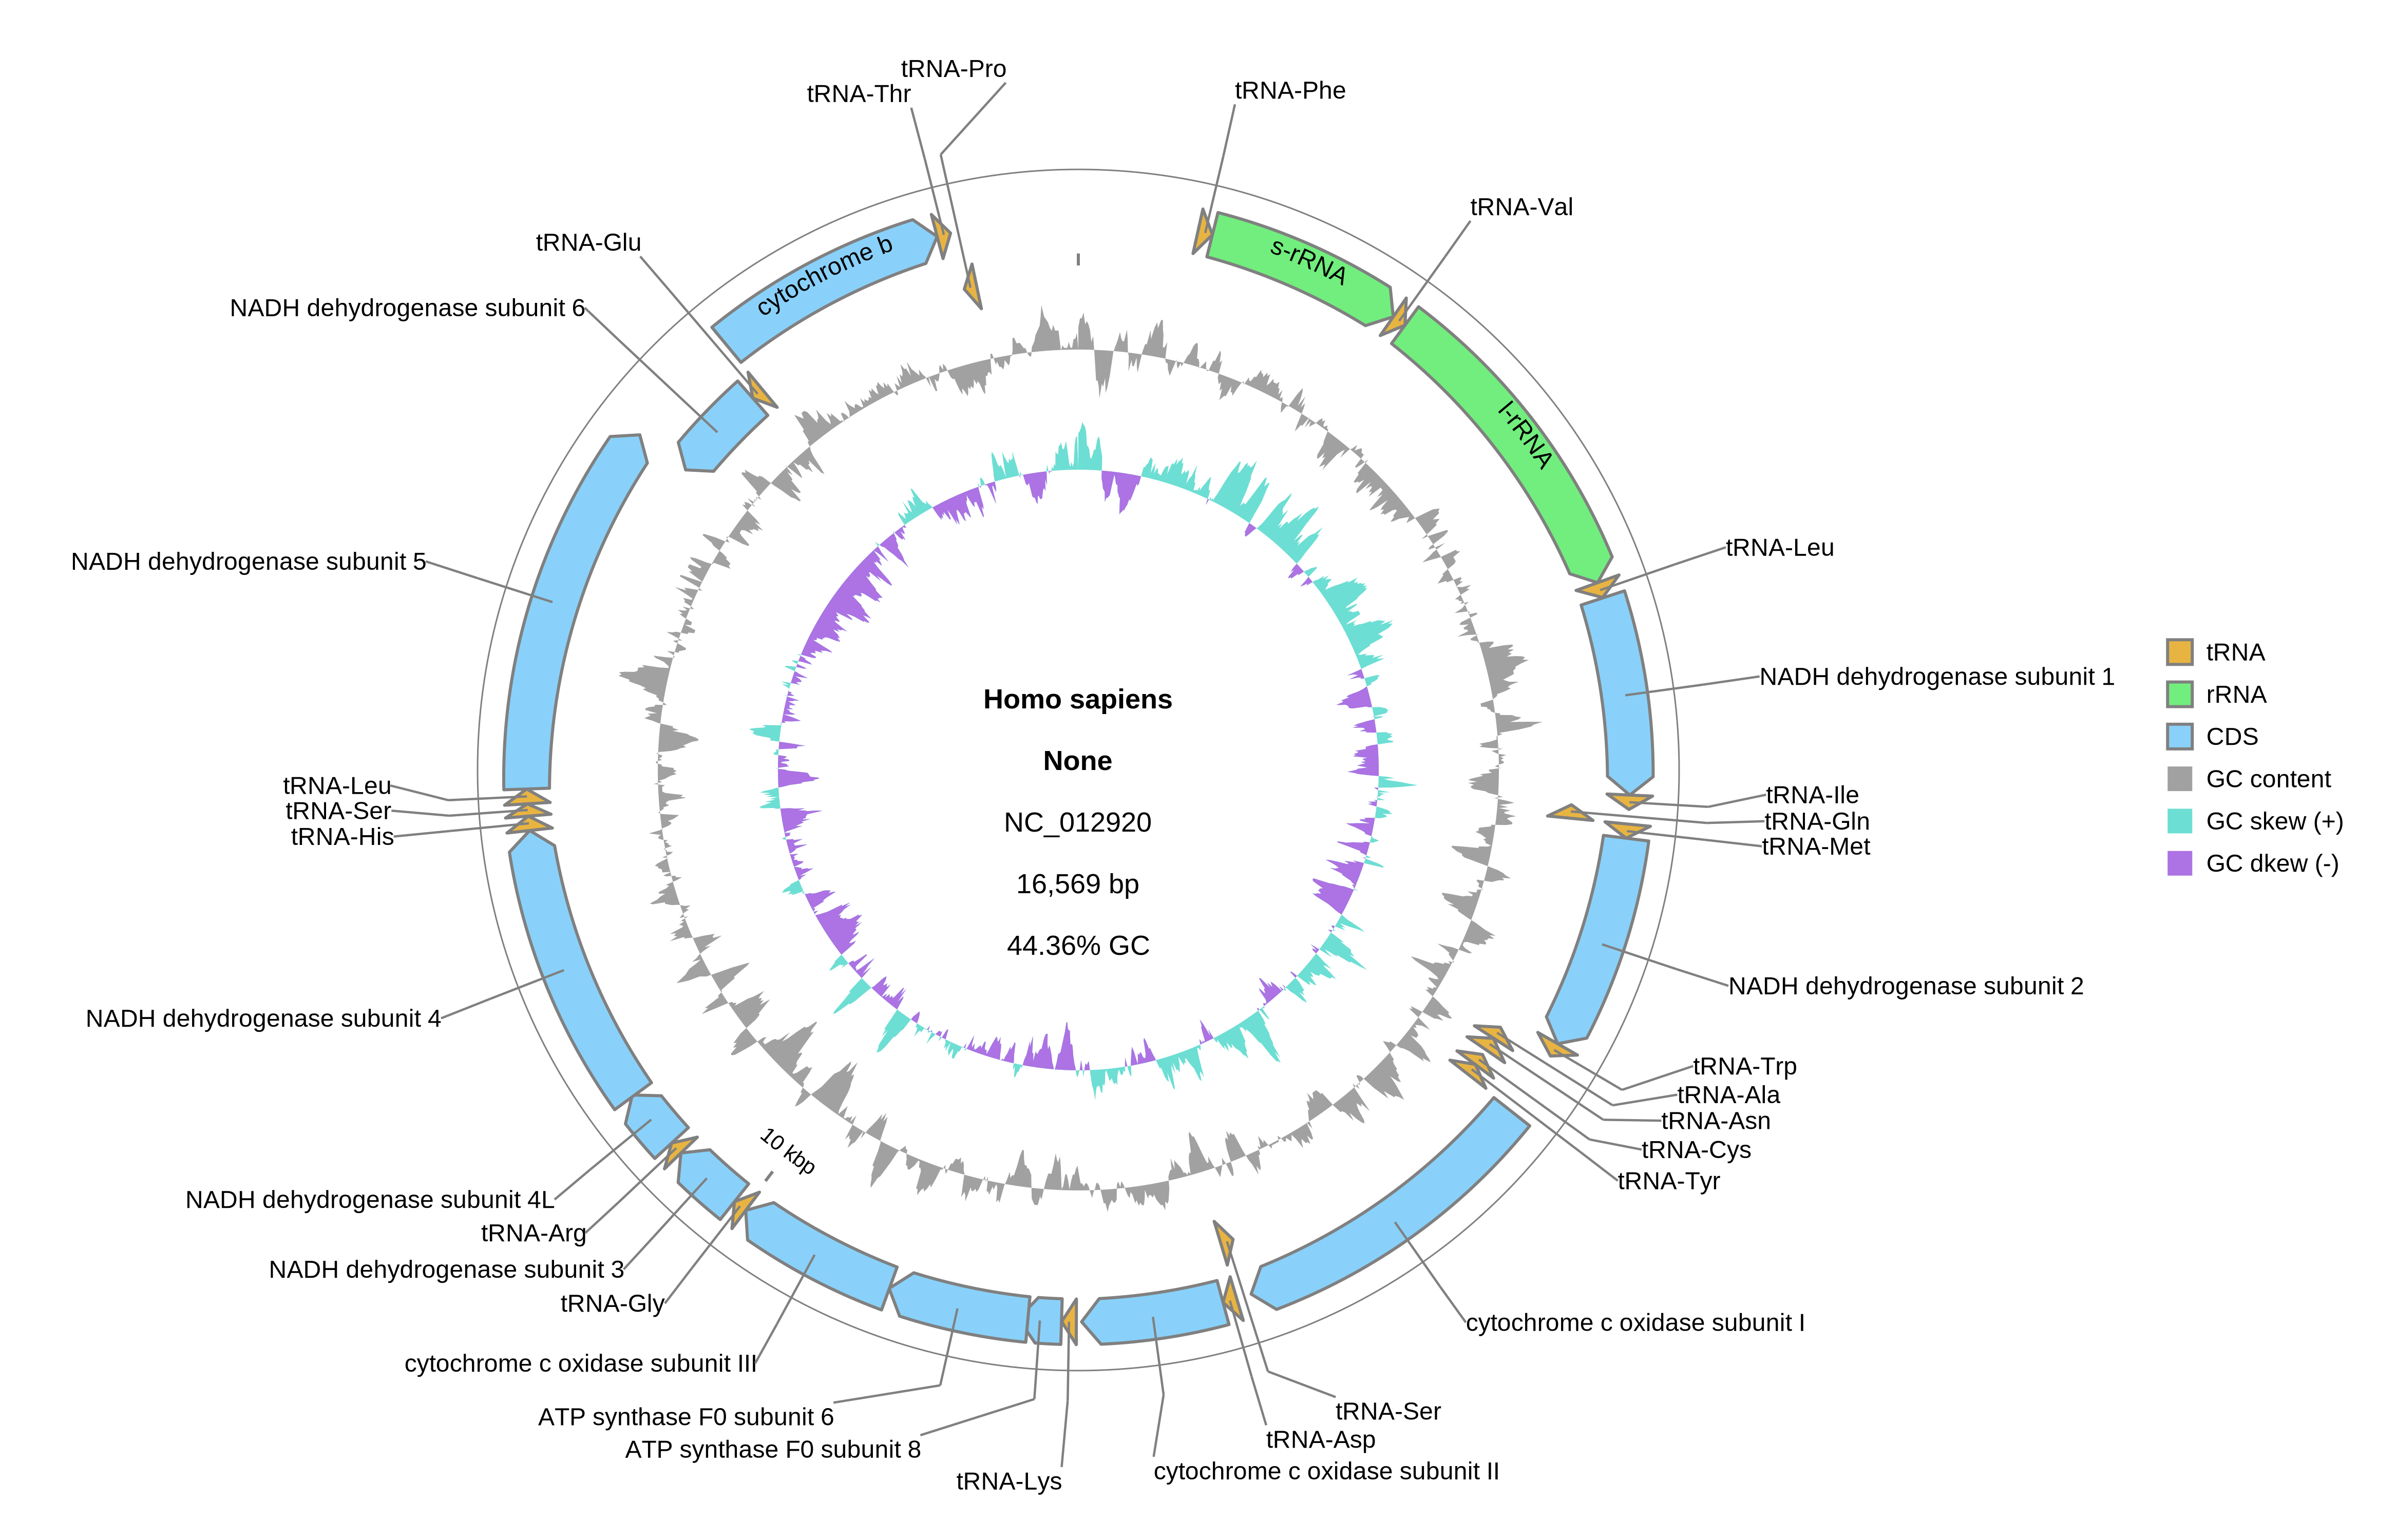 tRNA-Pro
tRNA-Thr
tRNA-Phe
tRNA-Val
tRNA-Glu
NADH dehydrogenase subunit 6
cytochrome b
s-rRNA
l-rRNA
tRNA-Leu
NADH dehydrogenase subunit 5
NADH dehydrogenase subunit 1
tRNA-Leu
tRNA-Ser
tRNA-His
tRNA-Ile
tRNA-Gln
tRNA-Met
NADH dehydrogenase subunit 4
NADH dehydrogenase subunit 2
tRNA-Trp
tRNA-Ala
tRNA-Asn
tRNA-Cys
tRNA-Tyr
10 kbp
NADH dehydrogenase subunit 4L
tRNA-Arg
NADH dehydrogenase subunit 3
tRNA-Gly
cytochrome c oxidase subunit I
cytochrome c oxidase subunit III
ATP synthase F0 subunit 6
ATP synthase F0 subunit 8
tRNA-Lys
tRNA-Ser
tRNA-Asp
cytochrome c oxidase subunit II
Homo sapiens
None
NC_012920
16,569 bp
44.36% GC
tRNA
rRNA
CDS
GC content
GC skew (+)
GC dkew (-)